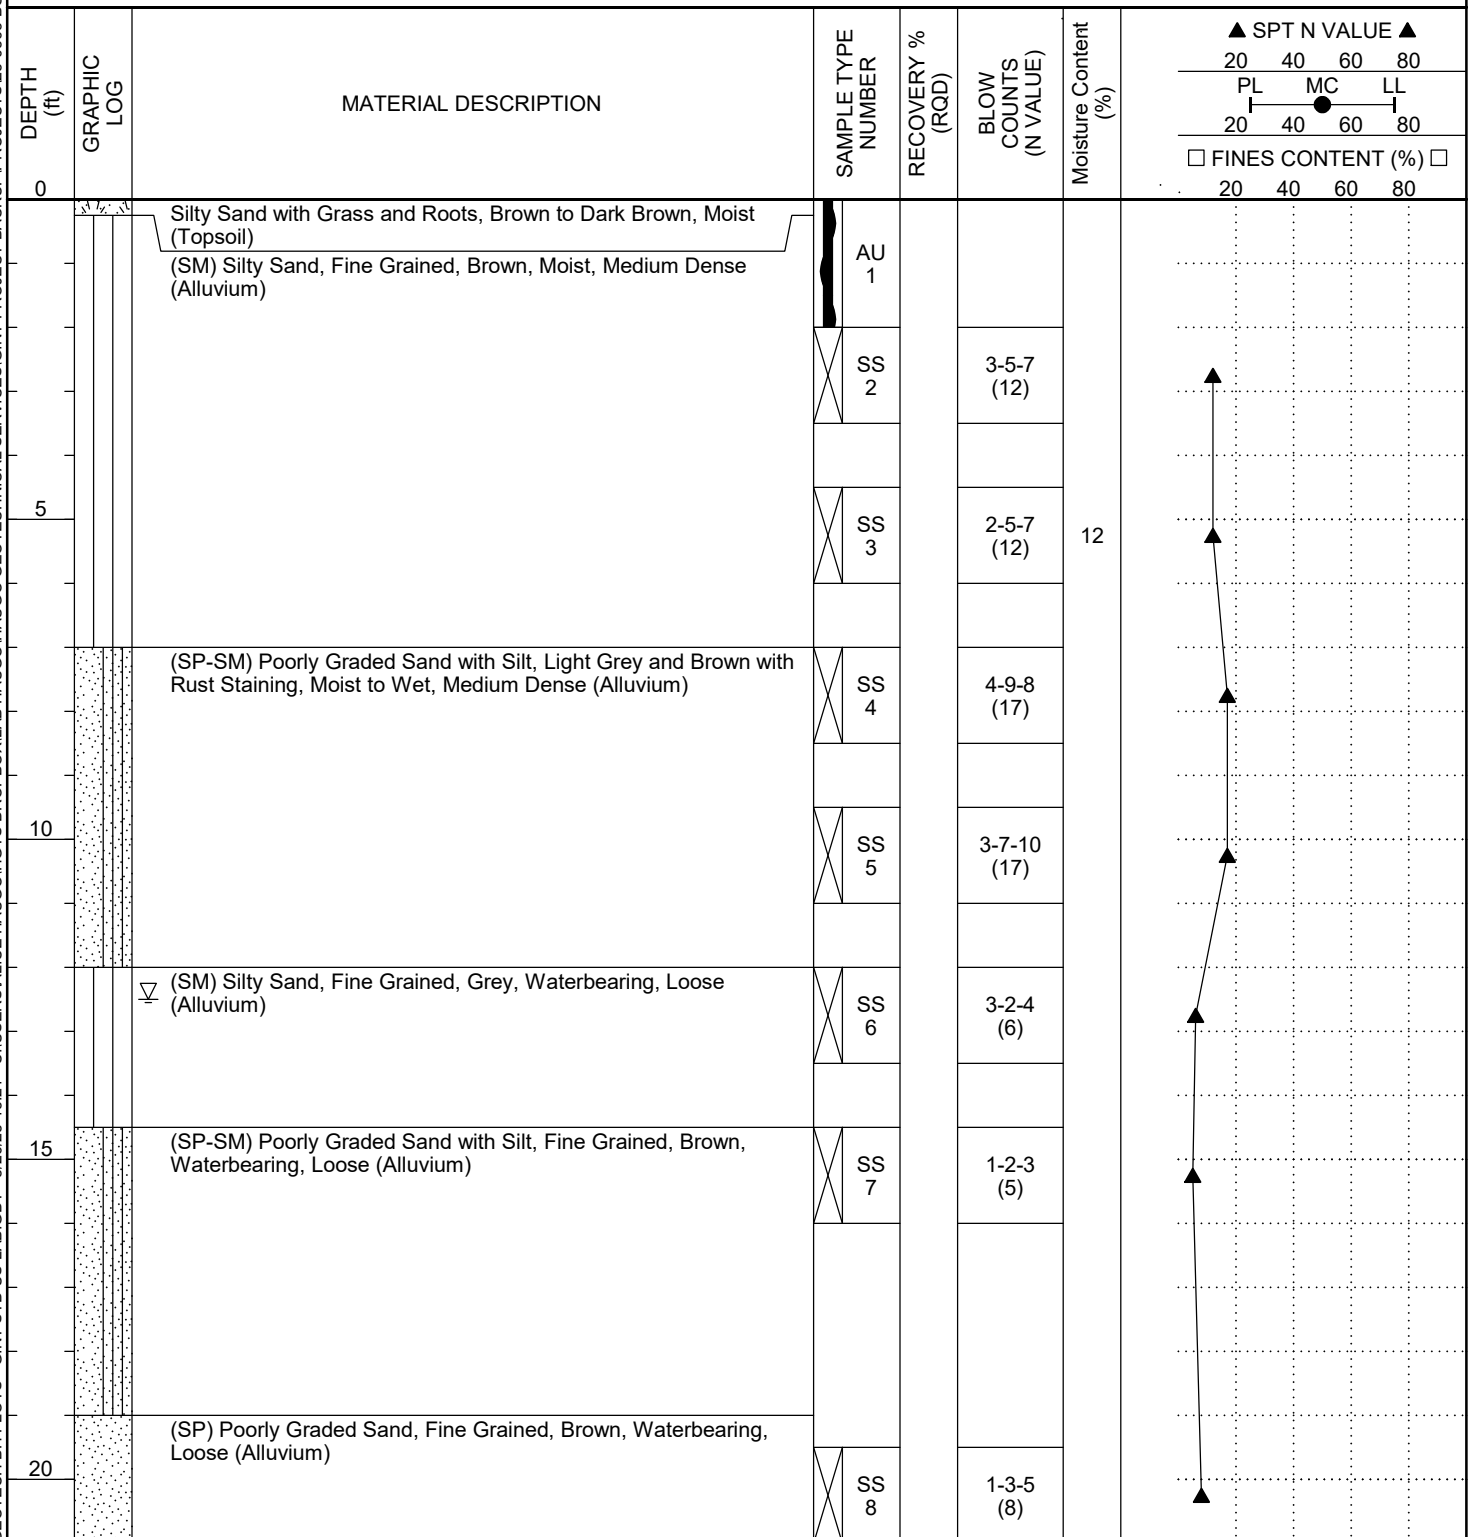 DEPTH
(ft)
GRAPHIC
LOG
MATERIAL DESCRIPTION
SAMPLE TYPE
NUMBER
RECOVERY %
(RQD)
BLOW
COUNTS
(N VALUE)
Moisture Content
(%)
▲ SPT N VALUE ▲
20 40 60 80
PL MC LL
20 40 60 80
□ FINES CONTENT (%) □
20 40 60 80
0
Silty Sand with Grass and Roots, Brown to Dark Brown, Moist
(Topsoil)
(SM) Silty Sand, Fine Grained, Brown, Moist, Medium Dense
(Alluvium)
AU
1
SS
2
3-5-7
(12)
5
SS
3
2-5-7
(12)
12
(SP-SM) Poorly Graded Sand with Silt, Light Grey and Brown with
Rust Staining, Moist to Wet, Medium Dense (Alluvium)
SS
4
4-9-8
(17)
10
SS
5
3-7-10
(17)
(SM) Silty Sand, Fine Grained, Grey, Waterbearing, Loose
(Alluvium)
SS
6
3-2-4
(6)
15
(SP-SM) Poorly Graded Sand with Silt, Fine Grained, Brown,
Waterbearing, Loose (Alluvium)
SS
7
1-2-3
(5)
(SP) Poorly Graded Sand, Fine Grained, Brown, Waterbearing,
Loose (Alluvium)
20
SS
8
1-3-5
(8)